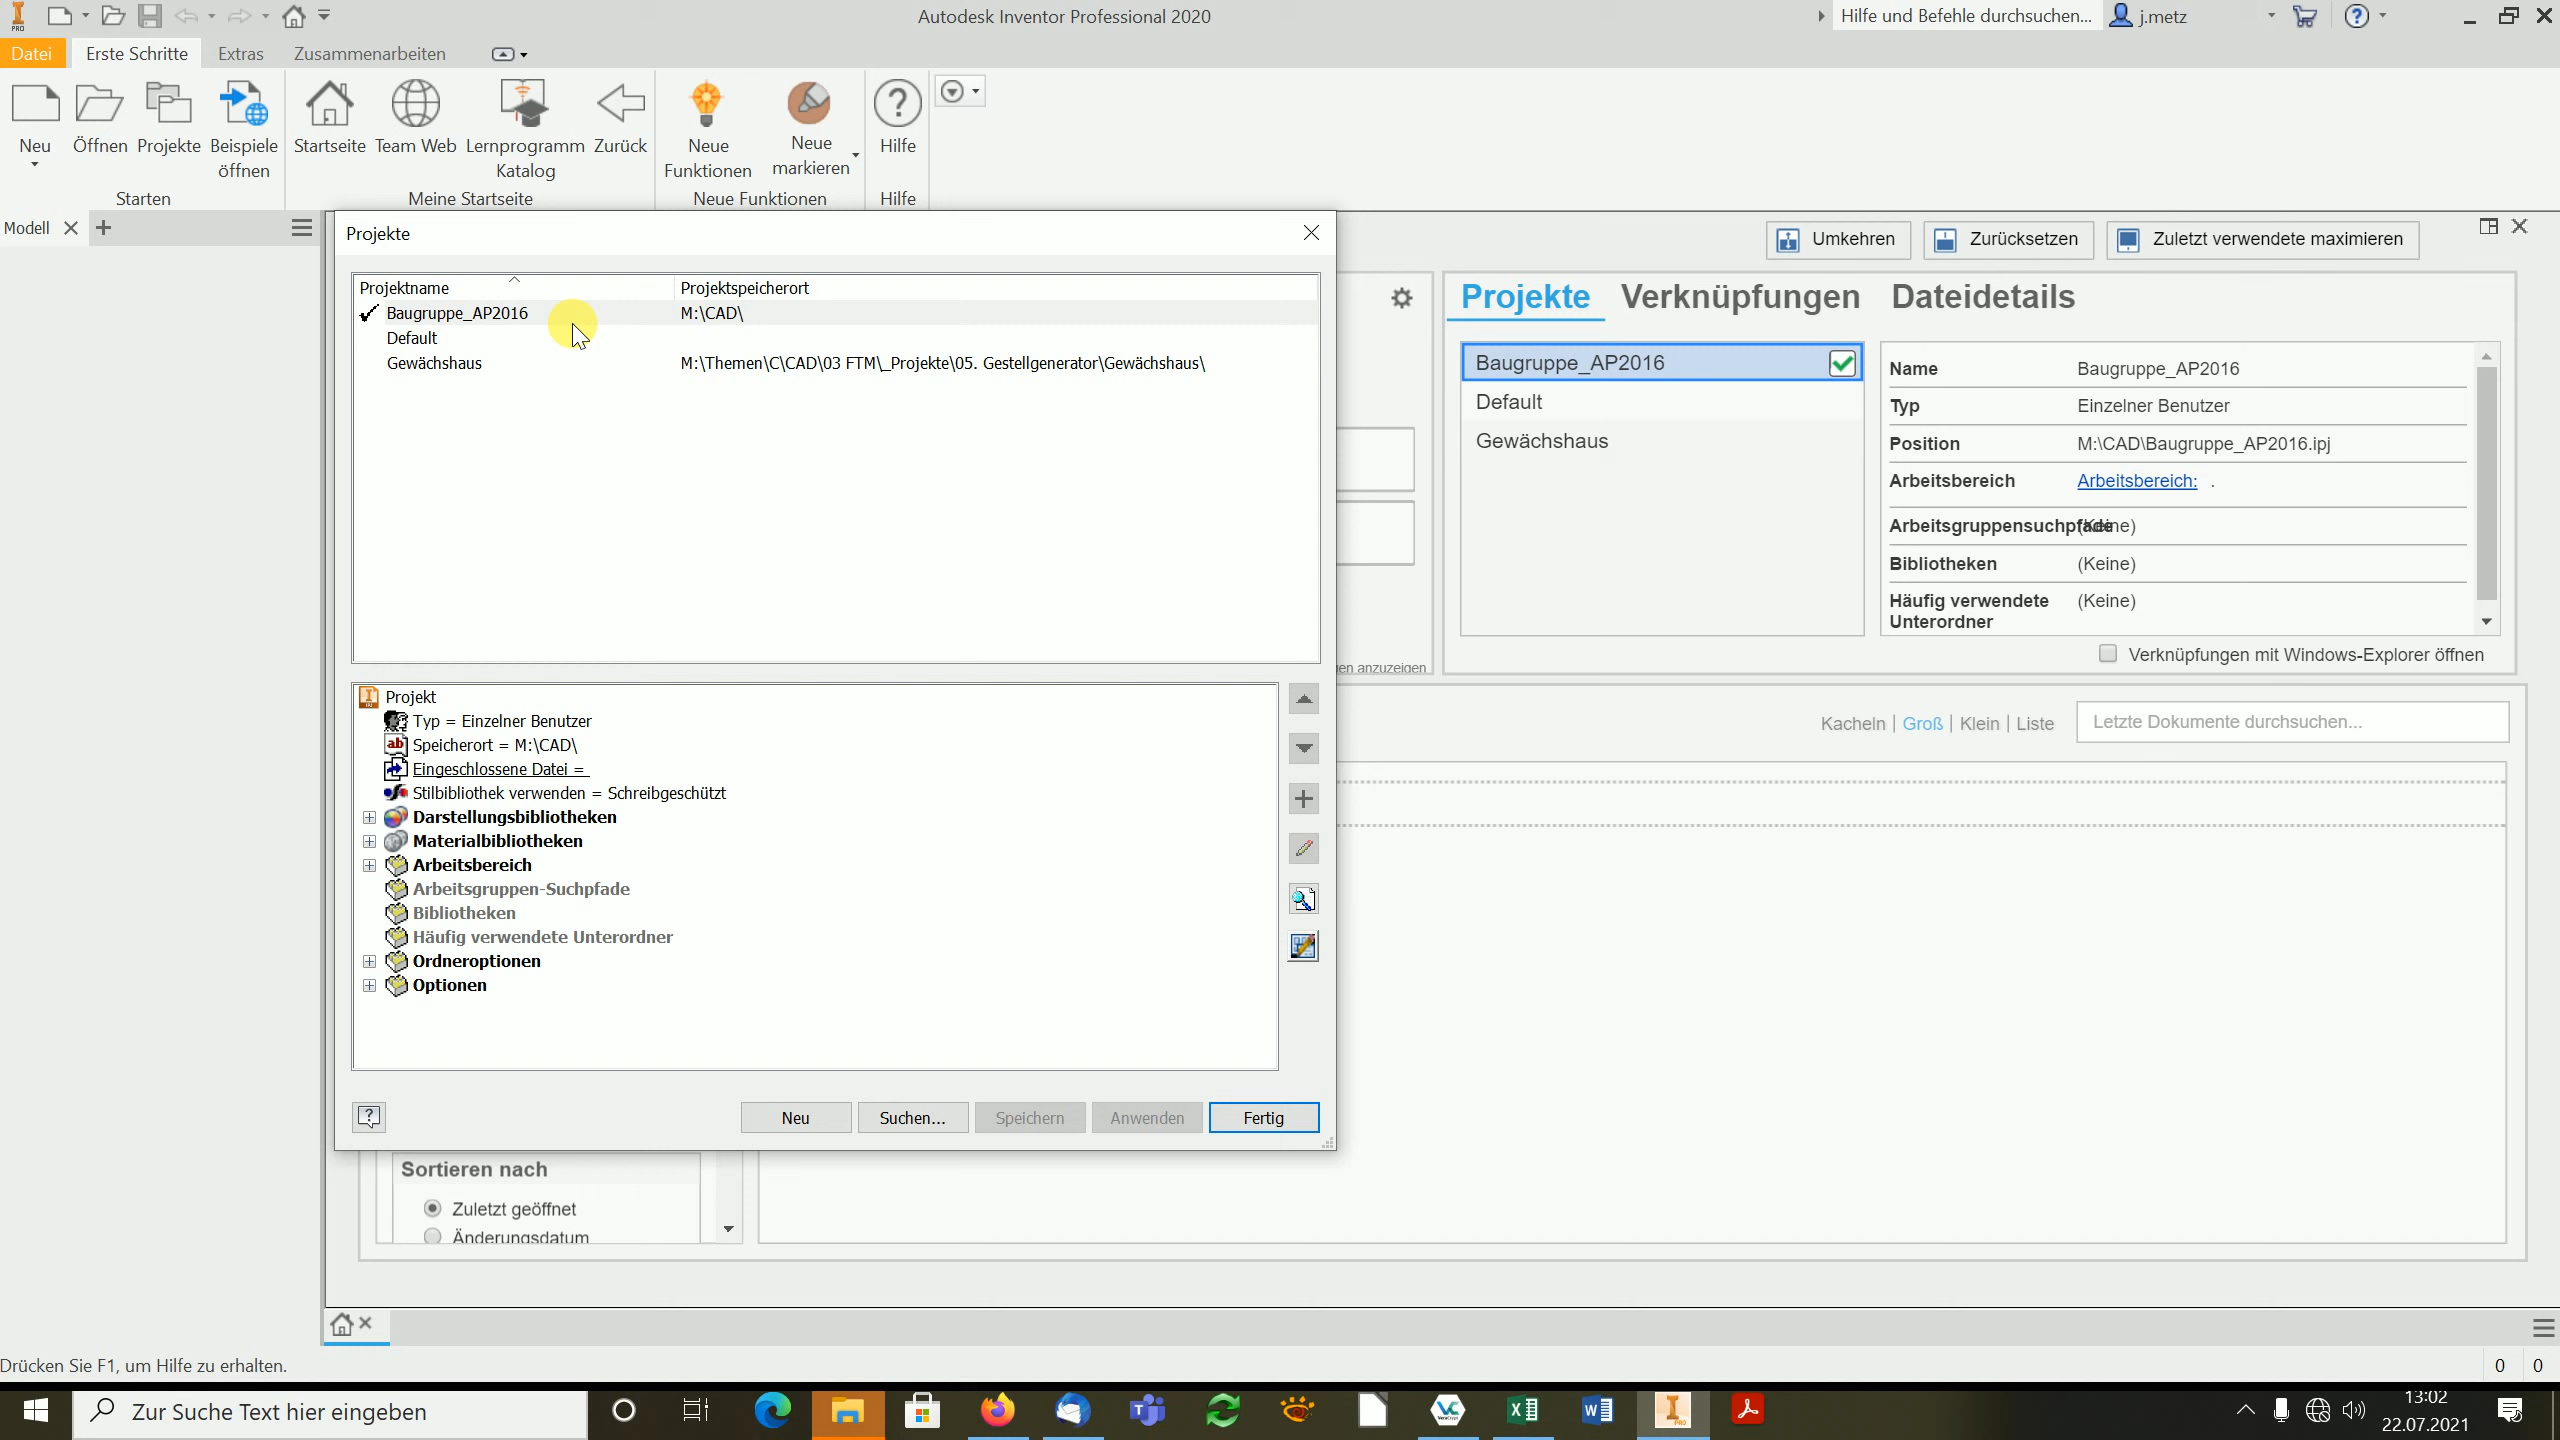 Autodesk Inventor Professional 2020
Hilfe und Befehle durchsuchen...
j.metz
Datei
Erste Schritte
Extras
Zusammenarbeiten
Neu
Öffnen
Projekte
Beispiele
öffnen
Startseite
Team Web
Lernprogramm
Katalog
Zurück
Neue
Funktionen
Neue
markieren
Hilfe
Starten
Meine Startseite
Neue Funktionen
Hilfe
Modell
Projekte
Projektname
Projektspeicherort
Baugruppe_AP2016
M:\CAD\
Default
Gewächshaus
M:\Themen\C\CAD\03 FTM\_Projekte\05. Gestellgenerator\Gewächshaus\
Projekt
Typ = Einzelner Benutzer
Speicherort = M:\CAD\
Eingeschlossene Datei =
Stilbibliothek verwenden = Schreibgeschützt
Darstellungsbibliotheken
Materialbibliotheken
Arbeitsbereich
Arbeitsgruppen-Suchpfade
Bibliotheken
Häufig verwendete Unterordner
Ordneroptionen
Optionen
Neu
Suchen...
Speichern
Anwenden
Fertig
Umkehren
Zurücksetzen
Zuletzt verwendete maximieren
Projekte
Verknüpfungen
Dateidetails
Baugruppe_AP2016
Default
Gewächshaus
Name
Baugruppe_AP2016
Typ
Einzelner Benutzer
Position
M:\CAD\Baugruppe_AP2016.ipj
Arbeitsbereich
Arbeitsbereich: .
Arbeitsgruppensuchpfade
(Keine)
Bibliotheken
(Keine)
Häufig verwendete
Unterordner
(Keine)
Verknüpfungen mit Windows-Explorer öffnen
anzuzeigen
Kacheln | Groß | Klein | Liste
Letzte Dokumente durchsuchen...
Sortieren nach
Zuletzt geöffnet
Änderungsdatum
Drücken Sie F1, um Hilfe zu erhalten.
0
0
Zur Suche Text hier eingeben
13:02
22.07.2021